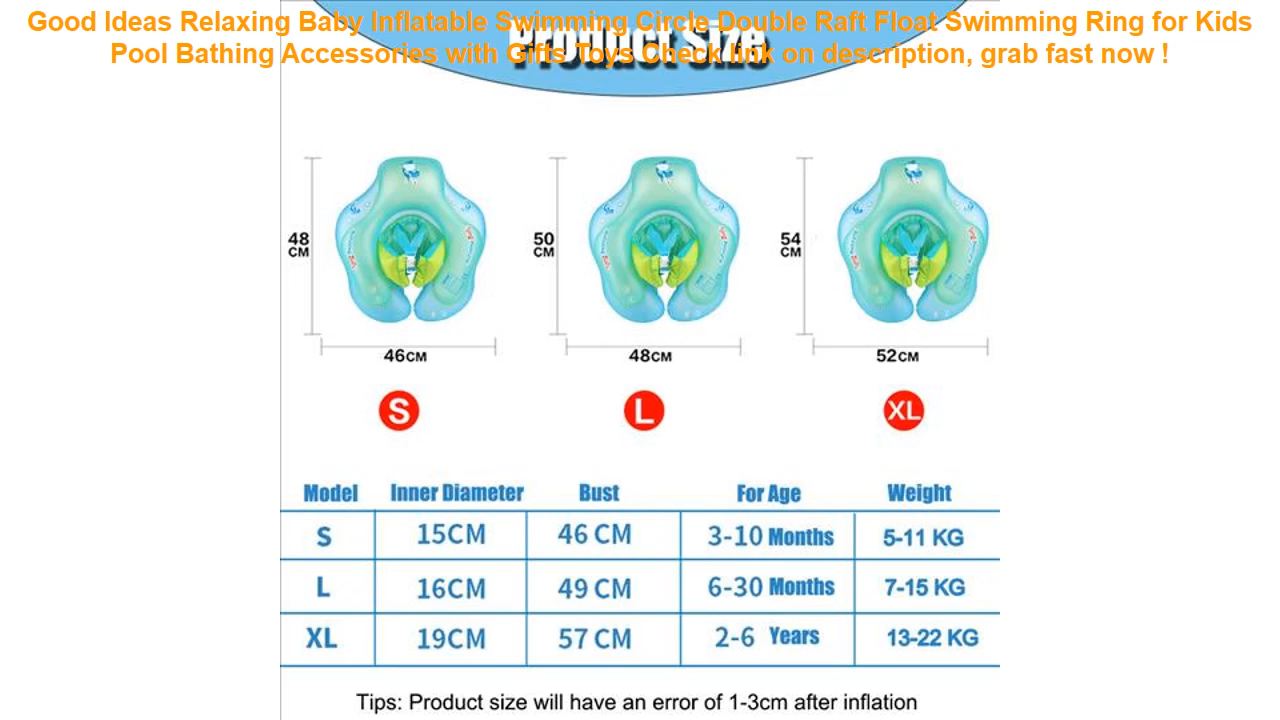 Good Ideas Relaxing Baby Inflatable Swimming Circle Double Raft Float Swimming Ring for Kids
Pool Bathing Accessories with Gifts Toys Check link on description, grab fast now !
Product Size
48 CM
50 CM
54 CM
46CM
48CM
52CM
S
L
XL
Model Inner Diameter Bust For Age Weight
S 15CM 46 CM 3-10 Months 5-11 KG
L 16CM 49 CM 6-30 Months 7-15 KG
XL 19CM 57 CM 2-6 Years 13-22 KG
Tips: Product size will have an error of 1-3cm after inflation